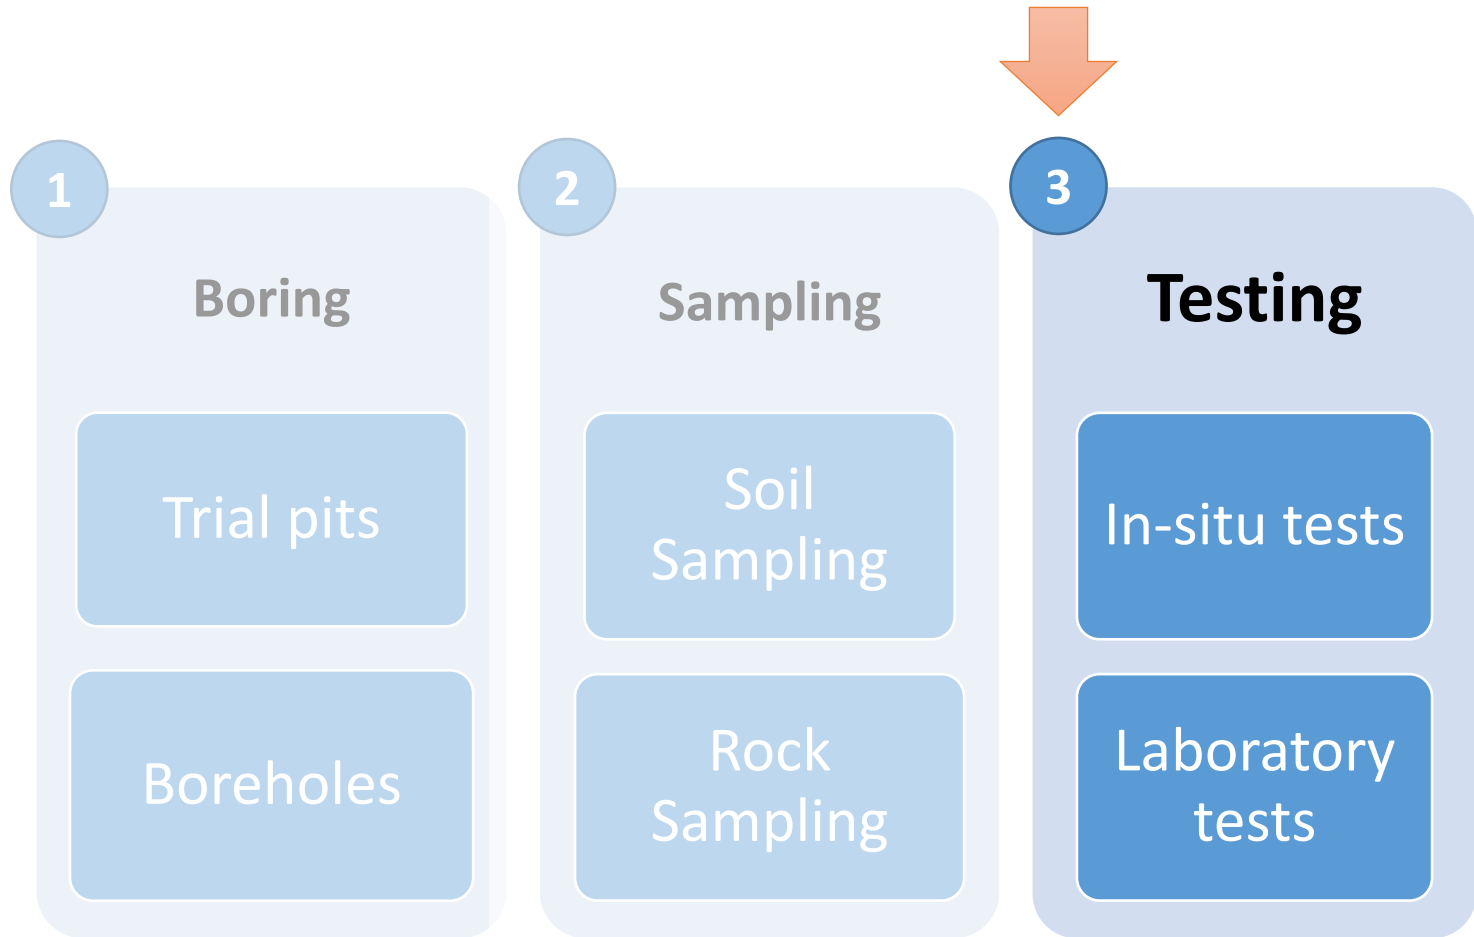 1
Boring
Trial pits
Boreholes
2
Sampling
Soil
Sampling
Rock
Sampling
3
Testing
In-situ tests
Laboratory
tests